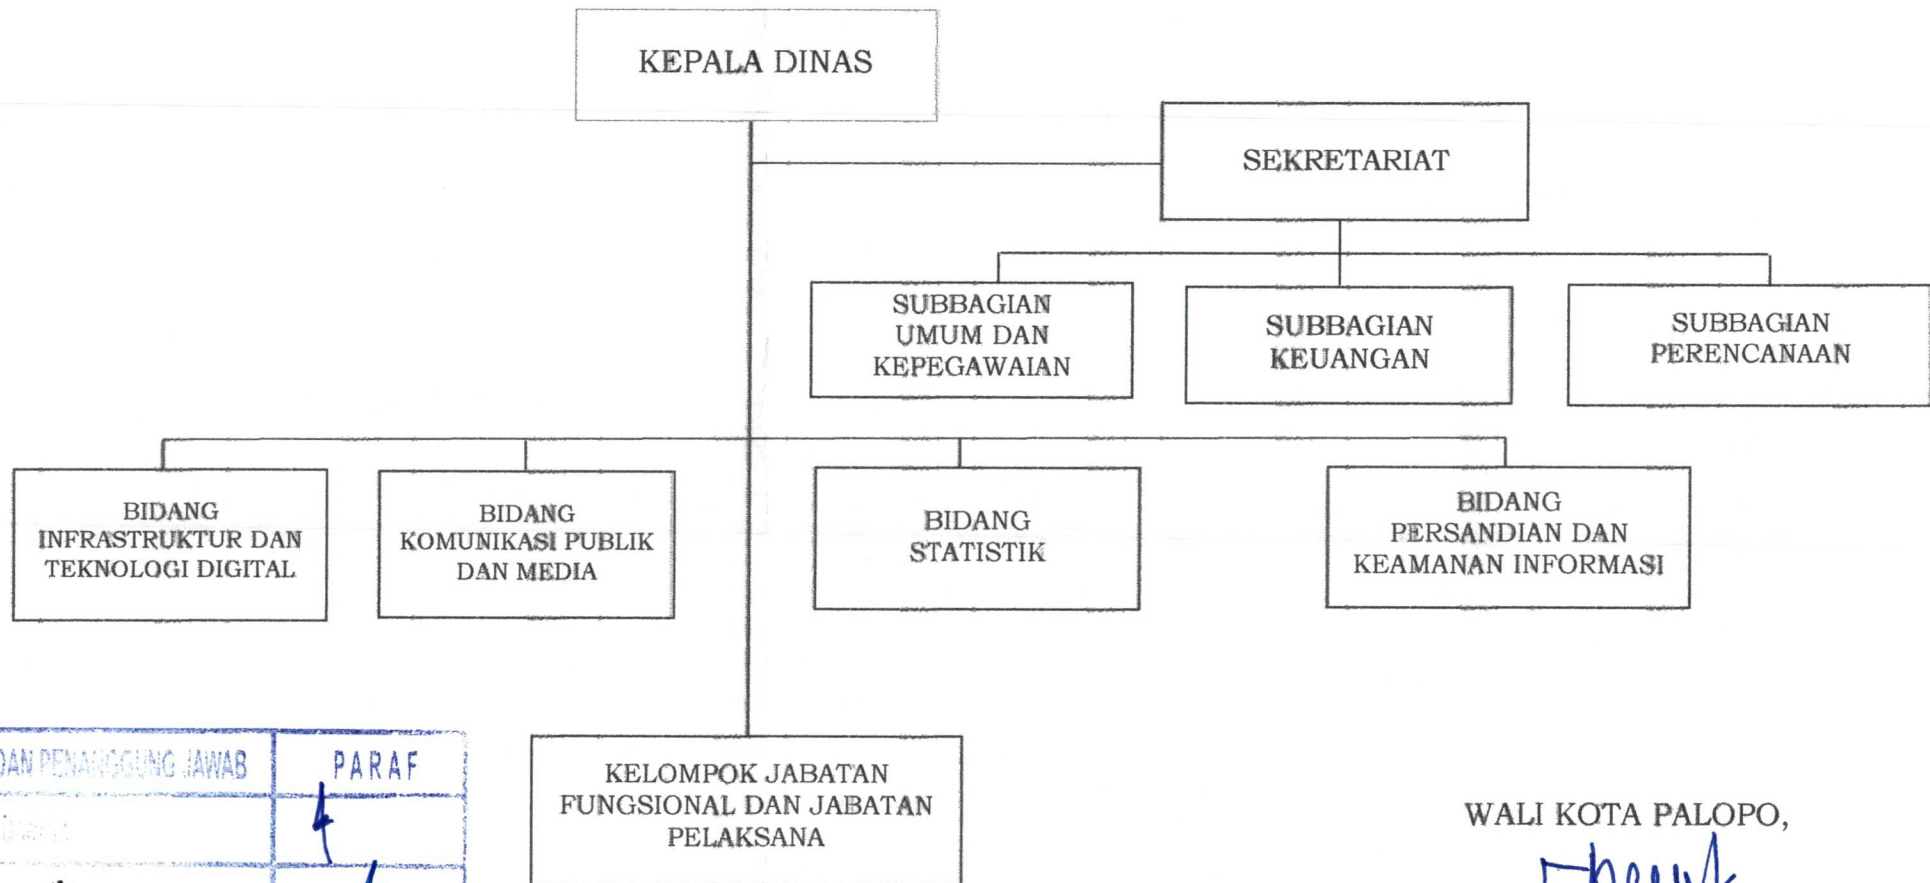 KEPALA DINAS
SEKRETARIAT
SUBBAGIAN
UMUM DAN
KEPEGAWAIAN
SUBBAGIAN
KEUANGAN
SUBBAGIAN
PERENCANAAN
BIDANG
INFRASTRUKTUR DAN
TEKNOLOGI DIGITAL
BIDANG
KOMUNIKASI PUBLIK
DAN MEDIA
BIDANG
STATISTIK
BIDANG
PERSANDIAN DAN
KEAMANAN INFORMASI
DAN PENANGGUNG JAWAB
PARAF
KELOMPOK JABATAN
FUNGSIONAL DAN JABATAN
PELAKSANA
WALI KOTA PALOPO,